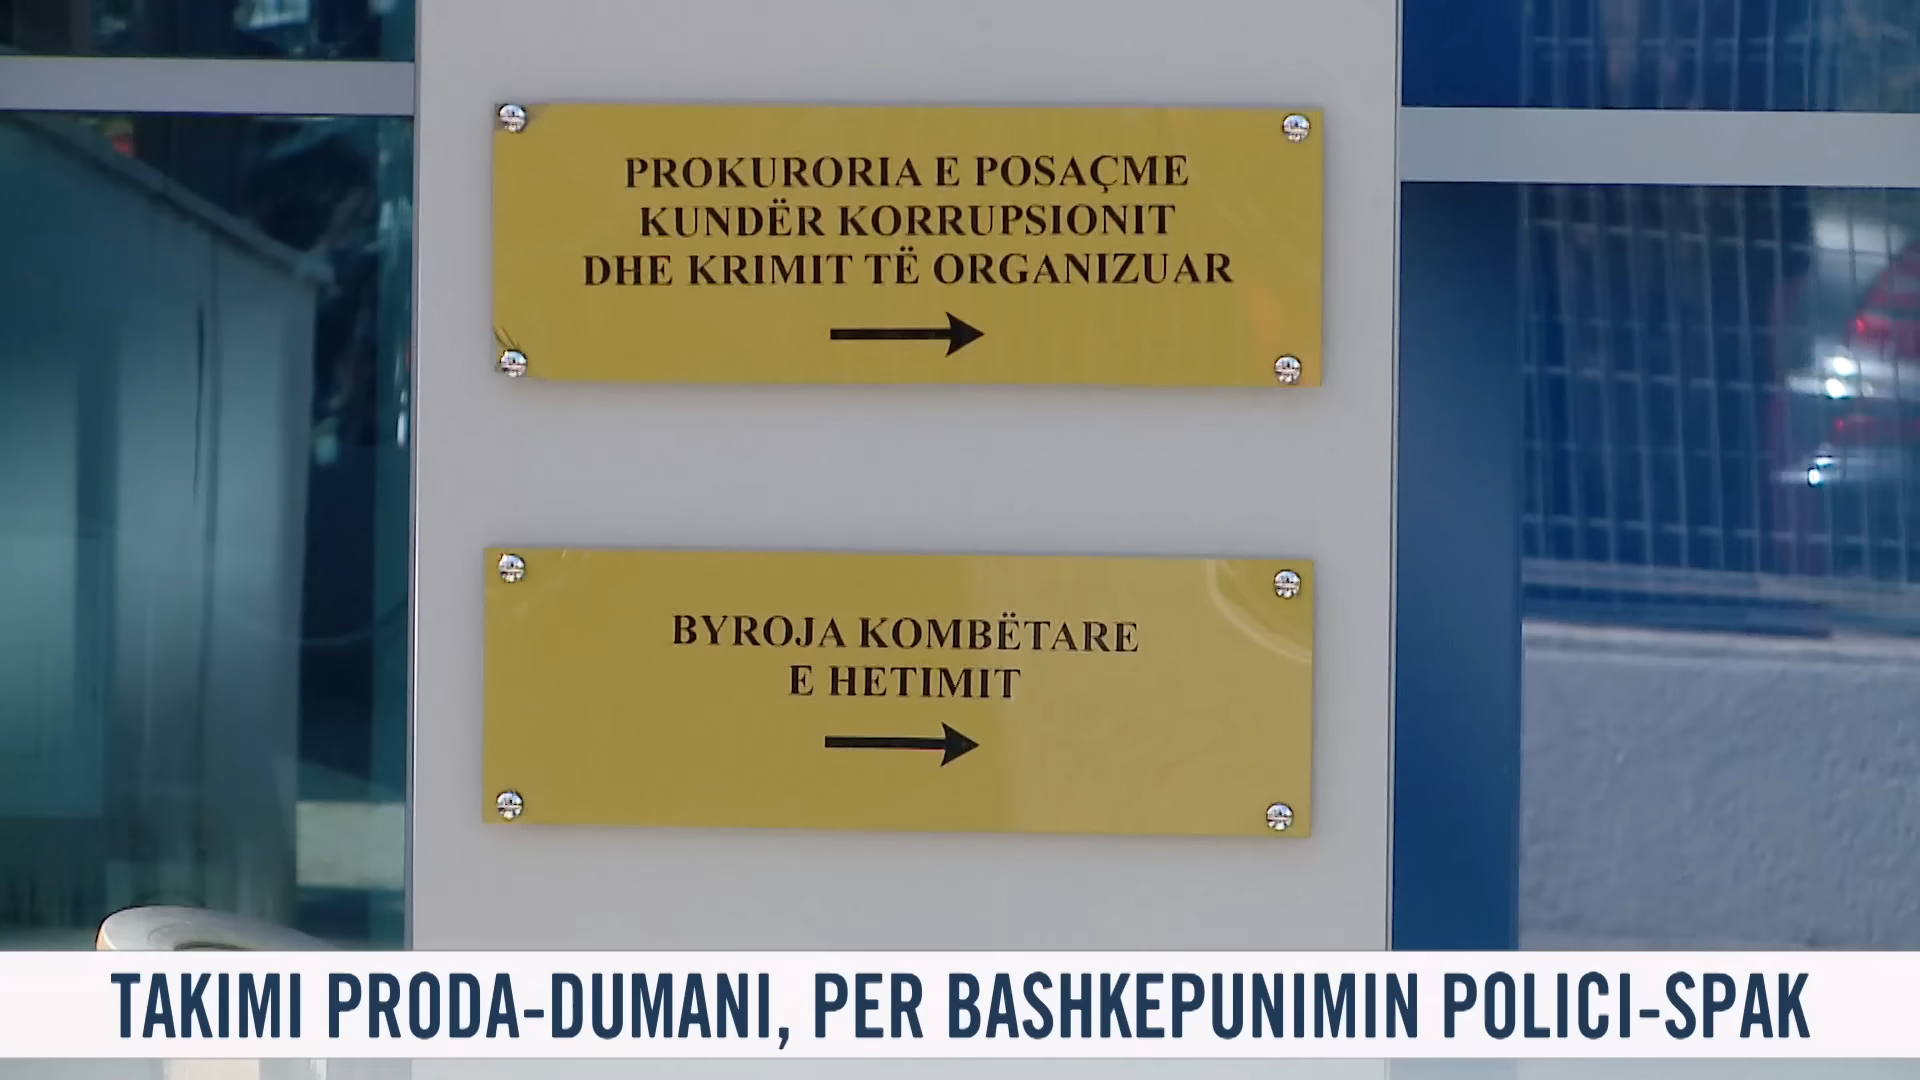 PROKURORIA E POSAÇME
KUNDËR KORRUPSIONIT
DHE KRIMIT TË ORGANIZUAR
BYROJA KOMBËTARE
E HETIMIT
TAKIMI PRODA-DUMANI, PER BASHKEPUNIMIN POLICI-SPAK